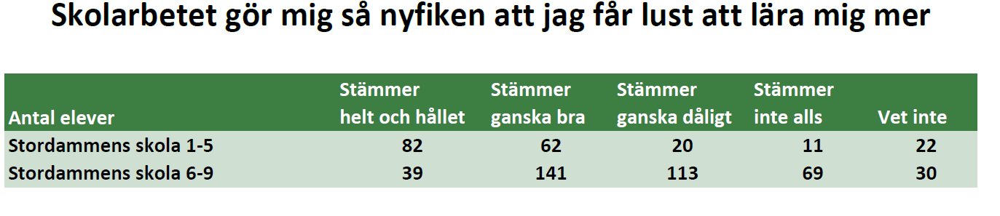 Skolarbetet gör mig så nyfiken att jag får lust att lära mig mer
Antal elever Stämmer helt och hållet Stämmer ganska bra Stämmer ganska dåligt Stämmer inte alls Vet inte
Stordammens skola 1-5 82 62 20 11 22
Stordammens skola 6-9 39 141 113 69 30